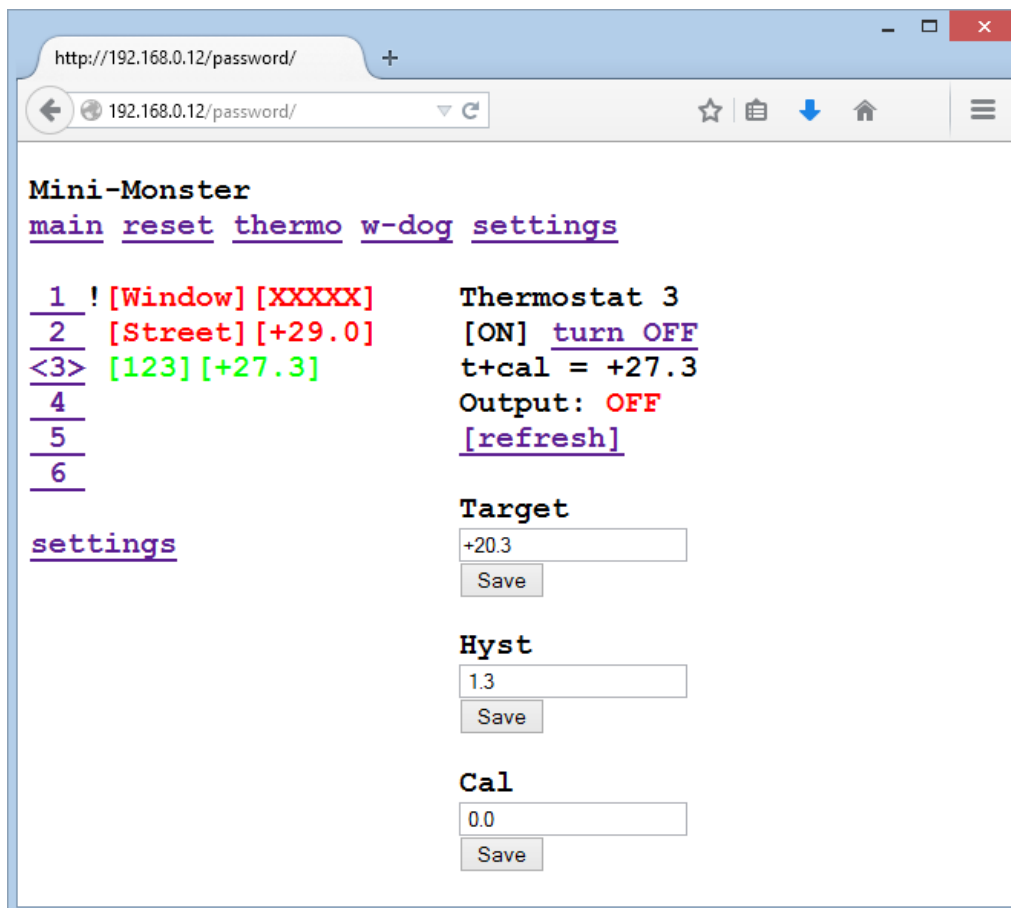 http://192.168.0.12/password/
192.168.0.12/password/
Mini-Monster
main reset thermo w-dog settings
1 ![Window][XXXXX]
2 [Street][+29.0]
<3> [123][+27.3]
4
5
6
settings
Thermostat 3
[ON] turn OFF
t+cal = +27.3
Output: OFF
[refresh]
Target
+20.3
Save
Hyst
1.3
Save
Cal
0.0
Save